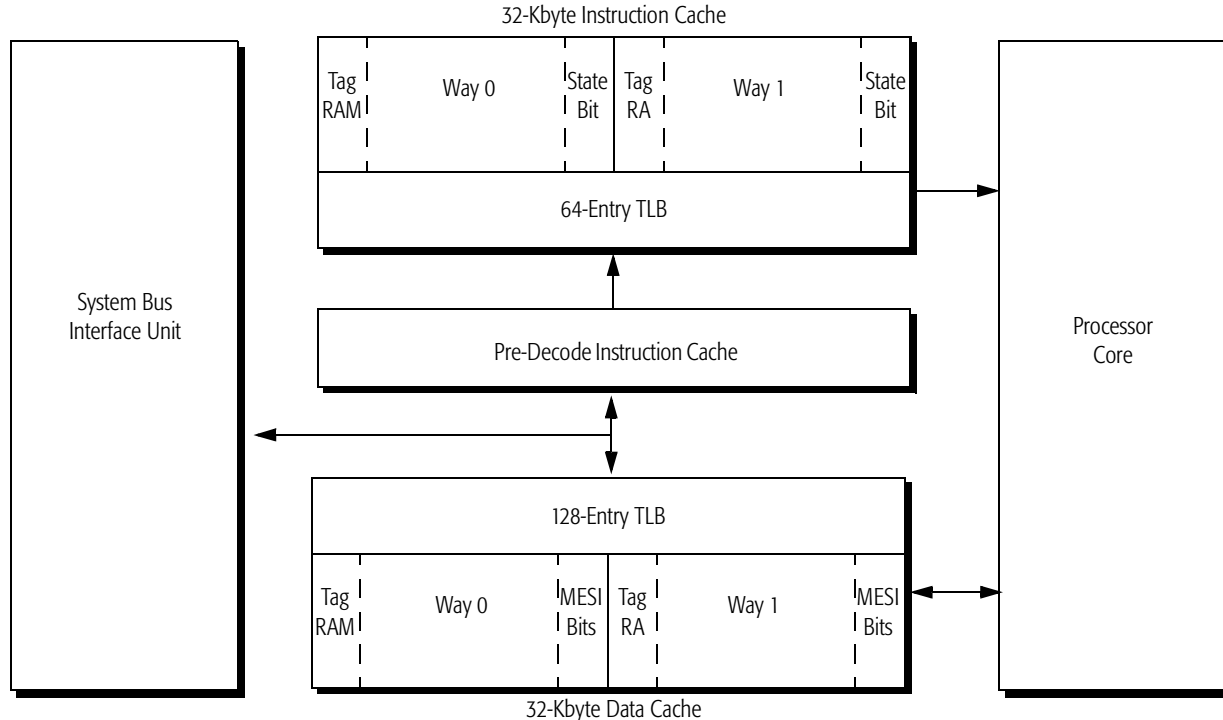 32-Kbyte Instruction Cache
Tag
RAM
Way 0
State
Bit
Tag
RA
Way 1
State
Bit
64-Entry TLB
System Bus
Interface Unit
Pre-Decode Instruction Cache
Processor
Core
128-Entry TLB
Tag
RAM
Way 0
MESI
Bits
Tag
RA
Way 1
MESI
Bits
32-Kbyte Data Cache